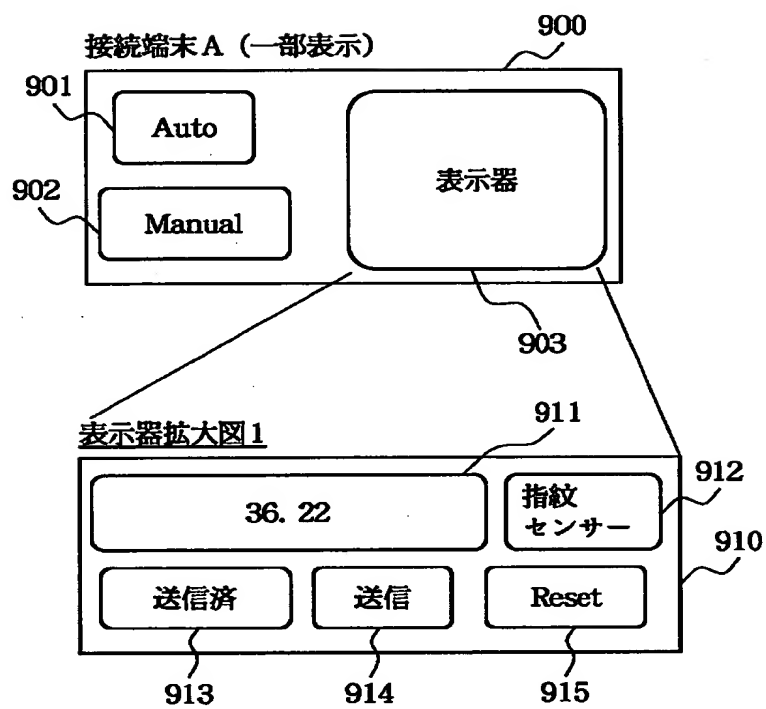 接続端末A（一部表示）
900
901
Auto
表示器
902
Manual
903
表示器拡大図1
911
36. 22
指紋
センサー
912
910
送信済
送信
Reset
913
914
915